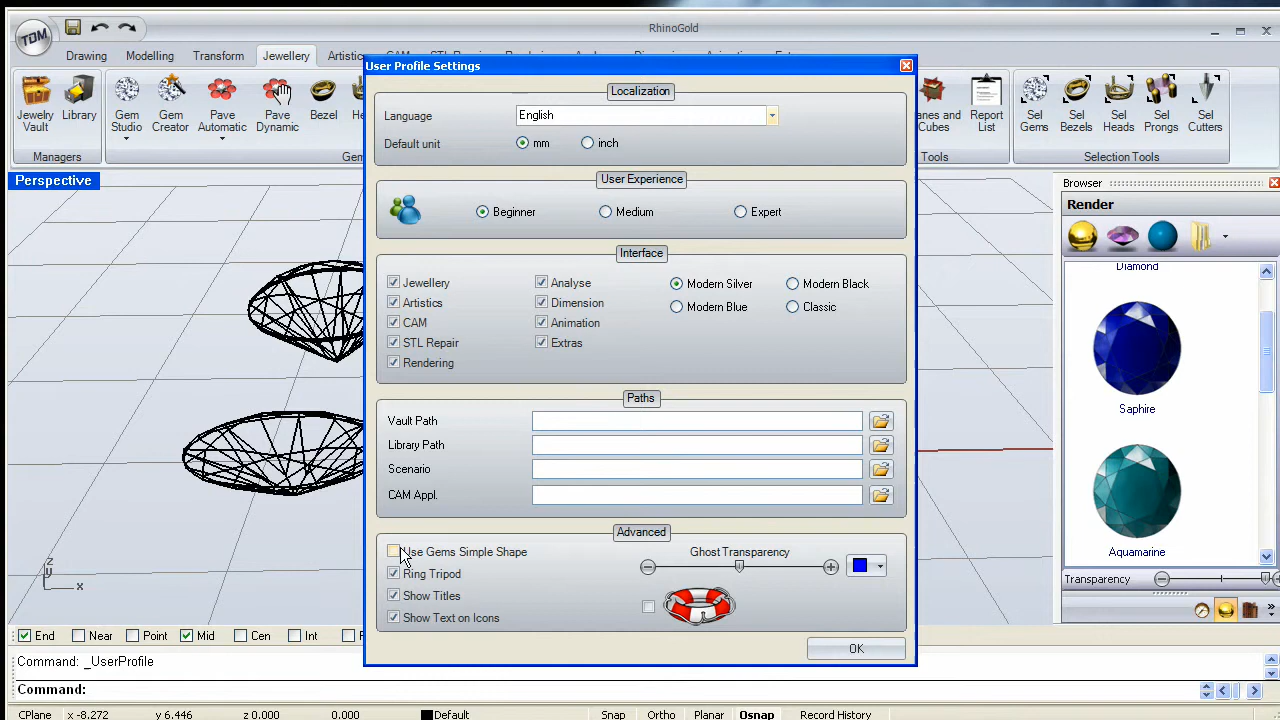 RhinoGold
TDM
Drawing Modelling Transform Jewellery Artistics CAM STL Repair Rendering
User Profile Settings
Jewelry Vault
Library
Gem Studio
Gem Creator
Pave Automatic
Pave Dynamic
Bezel
Managers
Report List
and Cubes
Sel Gems
Sel Bezels
Sel Heads
Sel Prongs
Sel Cutters
Tools
Selection Tools
Perspective
Localization
Language English
Default unit mm inch
User Experience
Beginner Medium Expert
Interface
Jewellery Analyse Modern Silver Modern Black
Artistics Dimension Modern Blue Classic
CAM Animation
STL Repair Extras
Rendering
Paths
Vault Path
Library Path
Scenario
CAM Appl.
Advanced
Use Gems Simple Shape Ghost Transparency
Ring Tripod
Show Titles
Show Text on Icons
OK
Browser
Render
Diamond
Saphire
Aquamarine
Transparency
z
y
x
End Near Point Mid Cen Int
Command: _UserProfile
Command:
CPlane x -8.272 y 6.446 z 0.000 0.000 Default Snap Ortho Planar Osnap Record History